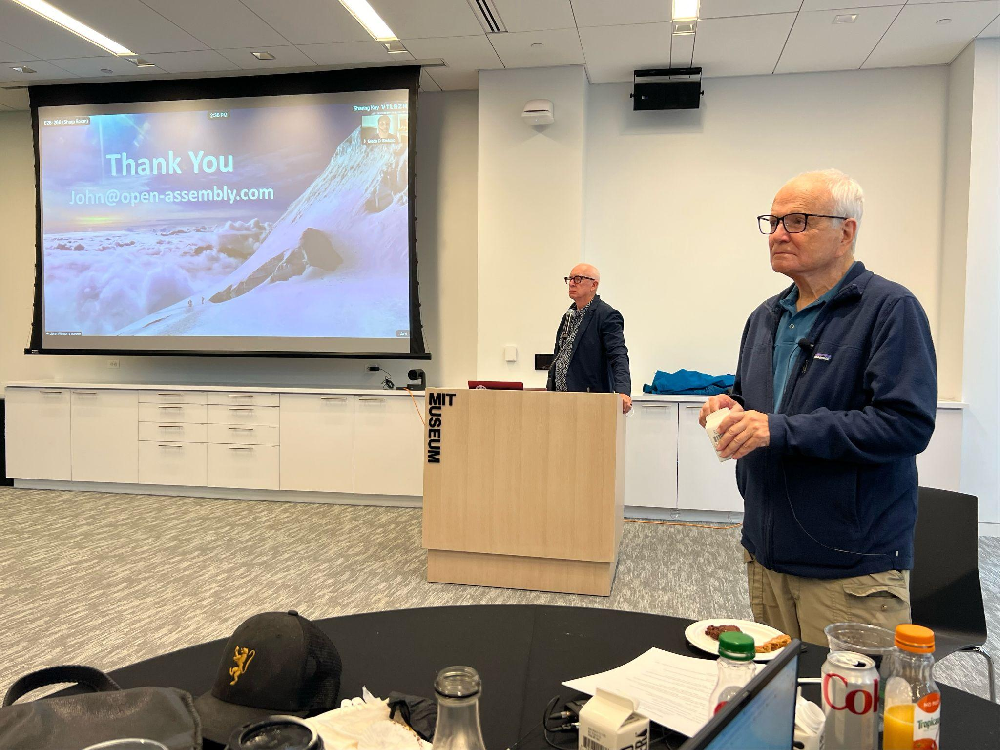 E28-266 (Sharp Room)
2:36 PM
Sharing Key VTLRZH
Giada Di Stefano
Thank You
John@open-assembly.com
John Winsor's screen
4
MIT
MUSEUM
patagonia
Coke
Tropicana